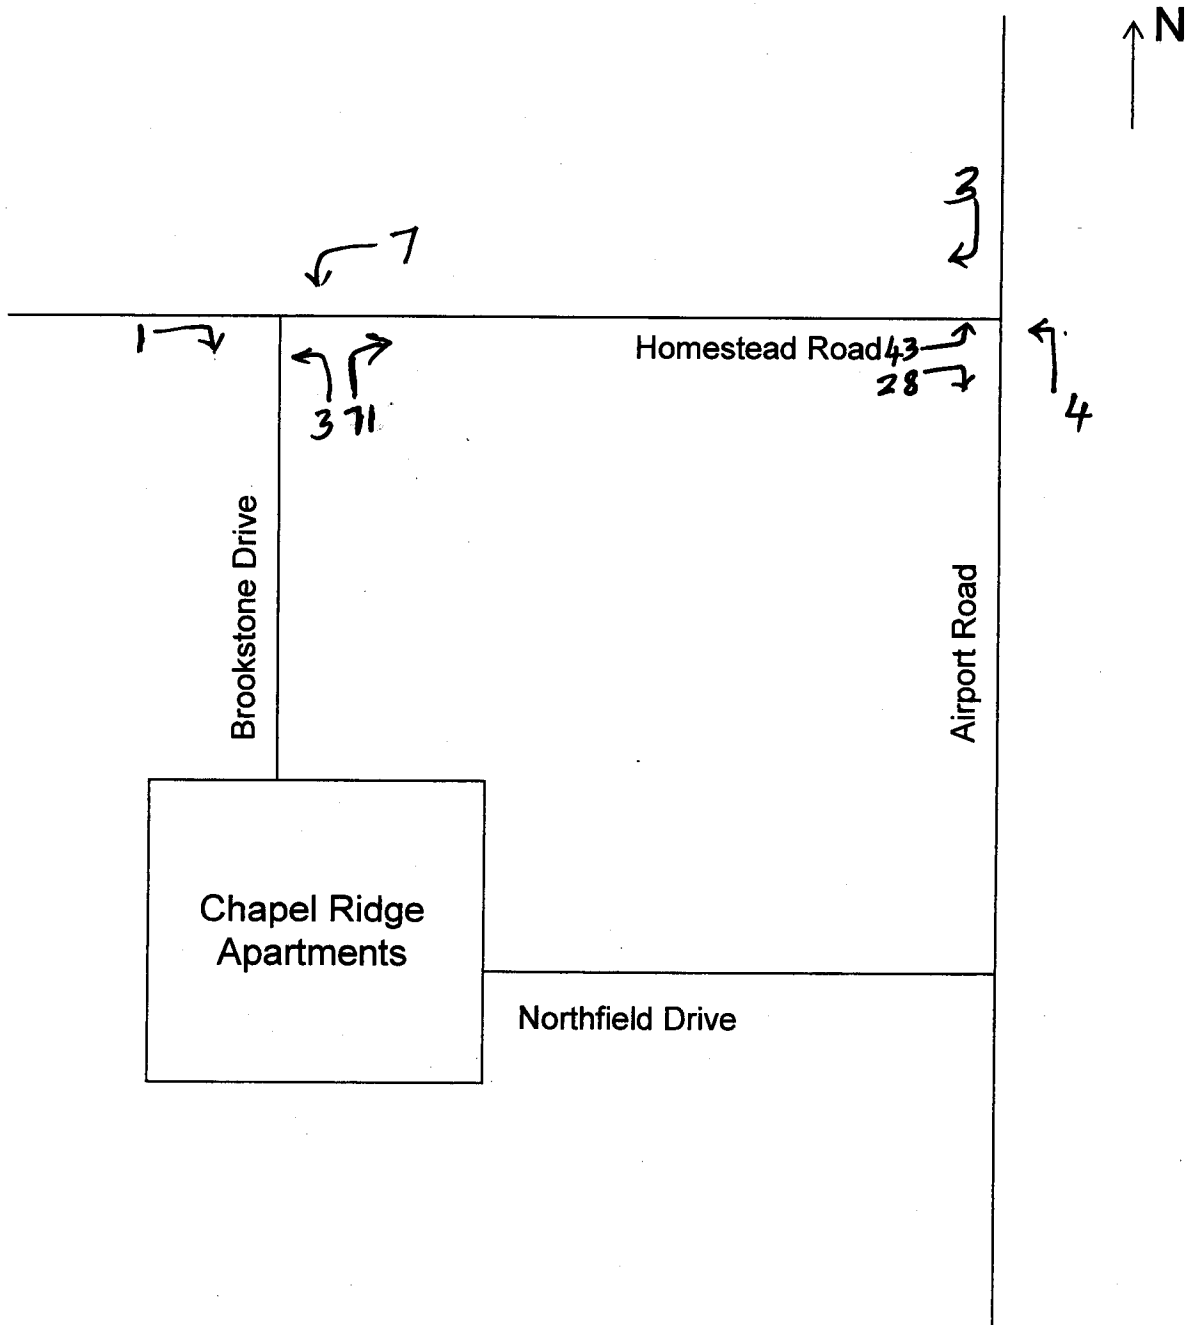 N
3
7
1
Homestead Road 43
28
3 71
4
Brookstone Drive
Airport Road
Chapel Ridge
Apartments
Northfield Drive